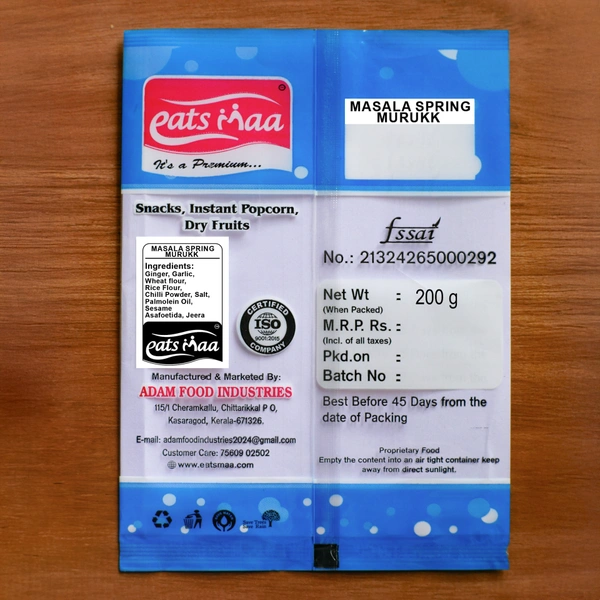 eats maa
It's a Premium...
MASALA SPRING
MURUKK
Snacks, Instant Popcorn,
Dry Fruits
MASALA SPRING
MURUKK
Ingredients:
Ginger, Garlic,
Wheat flour,
Rice Flour,
Chilli Powder, Salt,
Palmolein Oil,
Sesame
Asafoetida, Jeera
eats maa
CERTIFIED
ISO
9001:2015
COMPANY
Manufactured & Marketed By:
ADAM FOOD INDUSTRIES
115/1 Cheramkallu, Chittarikkal P O,
Kasaragod, Kerala-671326.
E-mail: adamfoodindustries2024@gmail.com
Customer Care: 75609 02502
www.eatsmaa.com
fssai
No.: 21324265000292
Net Wt : 200 g
(When Packed)
M.R.P. Rs. :
(Incl. of all taxes)
Pkd.on :
Batch No :
Best Before 45 Days from the
date of Packing
Proprietary Food
Empty the content into an air tight container keep
away from direct sunlight.